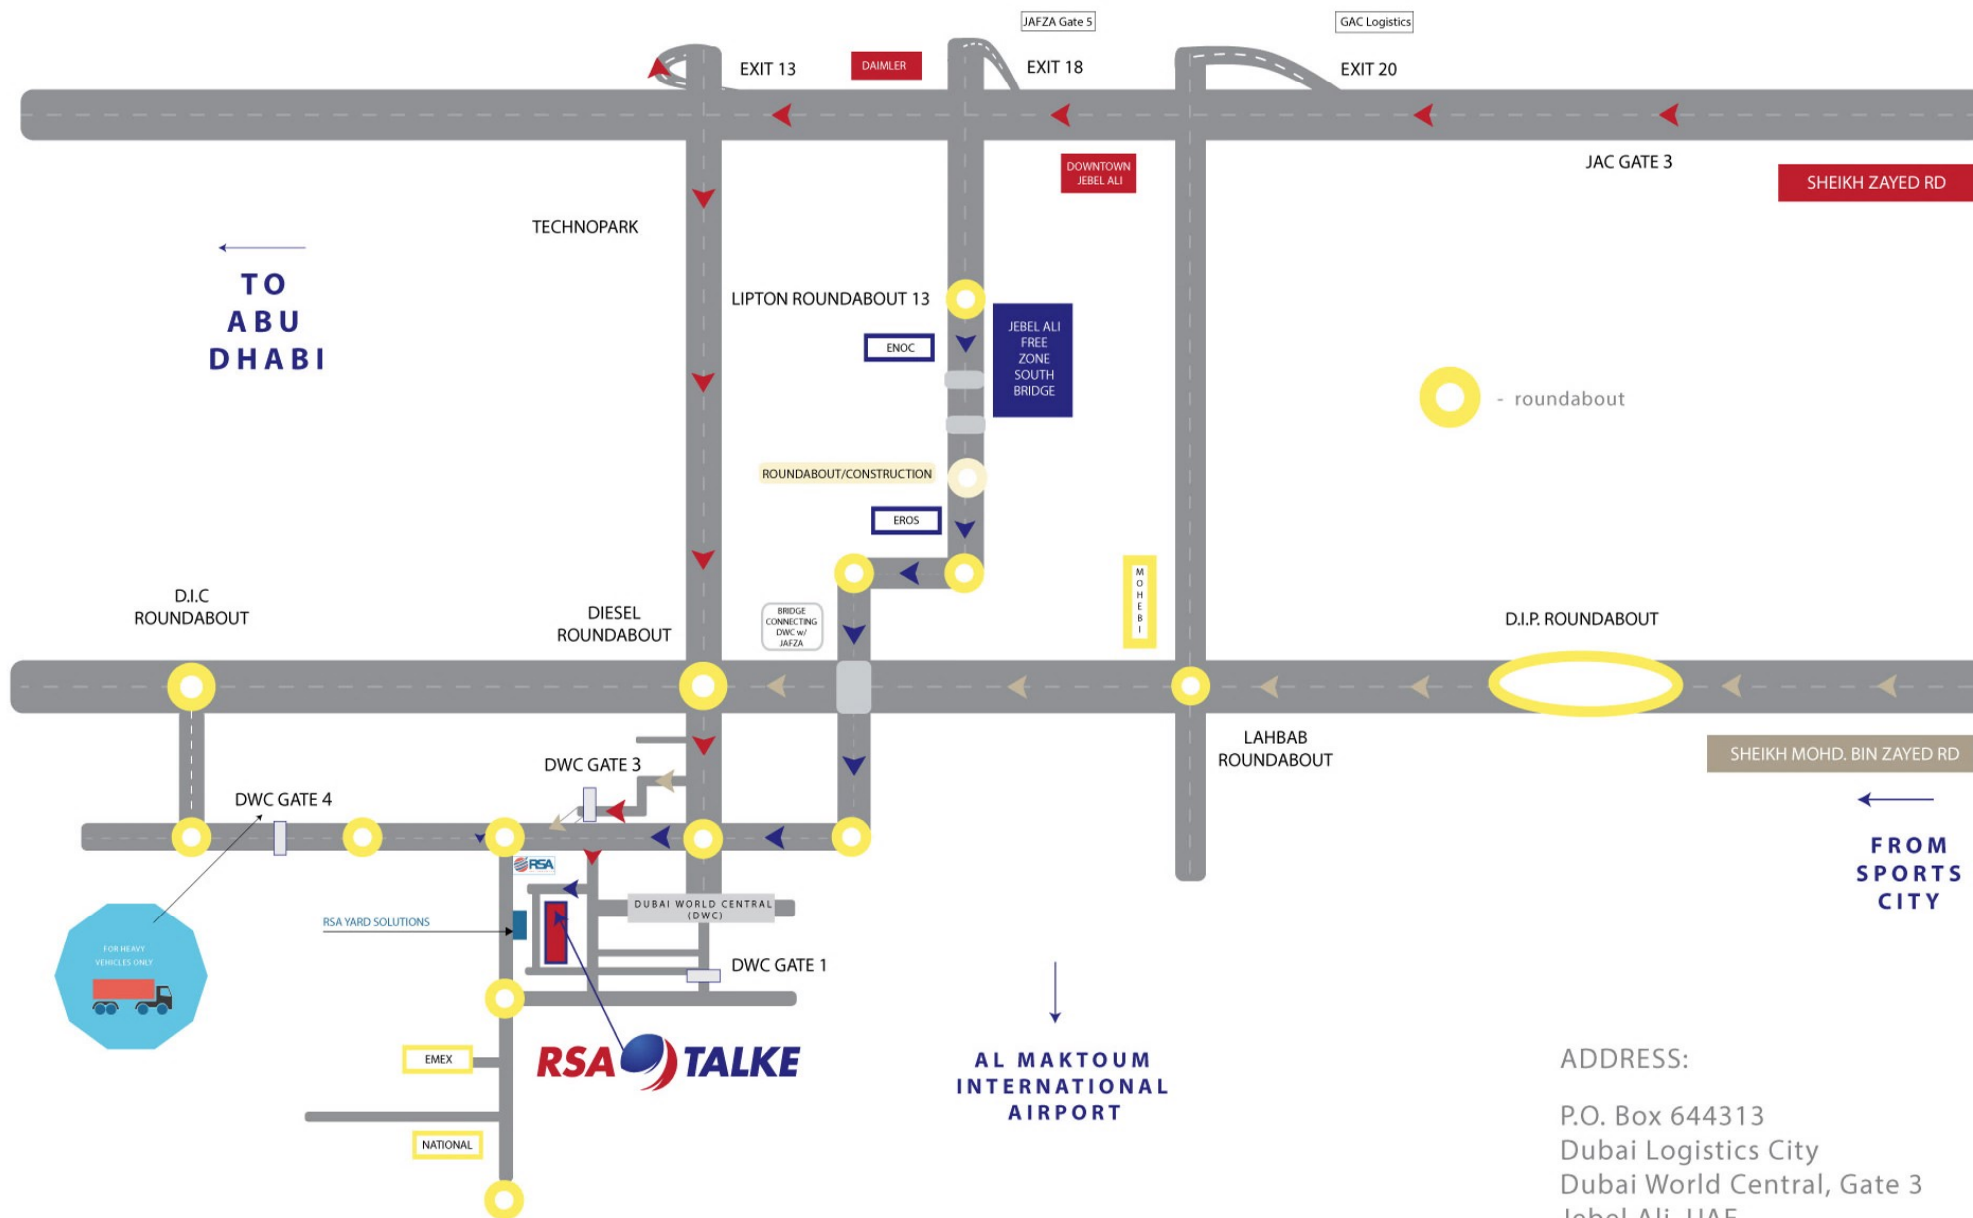 JAFZA Gate 5
GAC Logistics
EXIT 13
DAIMLER
EXIT 18
EXIT 20
DOWNTOWN
JEBEL ALI
JAC GATE 3
SHEIKH ZAYED RD
TECHNOPARK
TO
ABU
DHABI
LIPTON ROUNDABOUT 13
ENOC
JEBEL ALI
FREE
ZONE
SOUTH
BRIDGE
- roundabout
ROUNDABOUT/CONSTRUCTION
EROS
MOHEBI
D.I.C
ROUNDABOUT
DIESEL
ROUNDABOUT
BRIDGE
CONNECTING
DWC w/
JAFZA
D.I.P. ROUNDABOUT
LAHBAB
ROUNDABOUT
SHEIKH MOHD. BIN ZAYED RD
DWC GATE 3
DWC GATE 4
FROM
SPORTS
CITY
RSA
DUBAI WORLD CENTRAL
(DWC)
RSA YARD SOLUTIONS
FOR HEAVY
VEHICLES ONLY
DWC GATE 1
RSA TALKE
EMEX
NATIONAL
AL MAKTOUM
INTERNATIONAL
AIRPORT
ADDRESS:
P.O. Box 644313
Dubai Logistics City
Dubai World Central, Gate 3
Jebel Ali, UAE